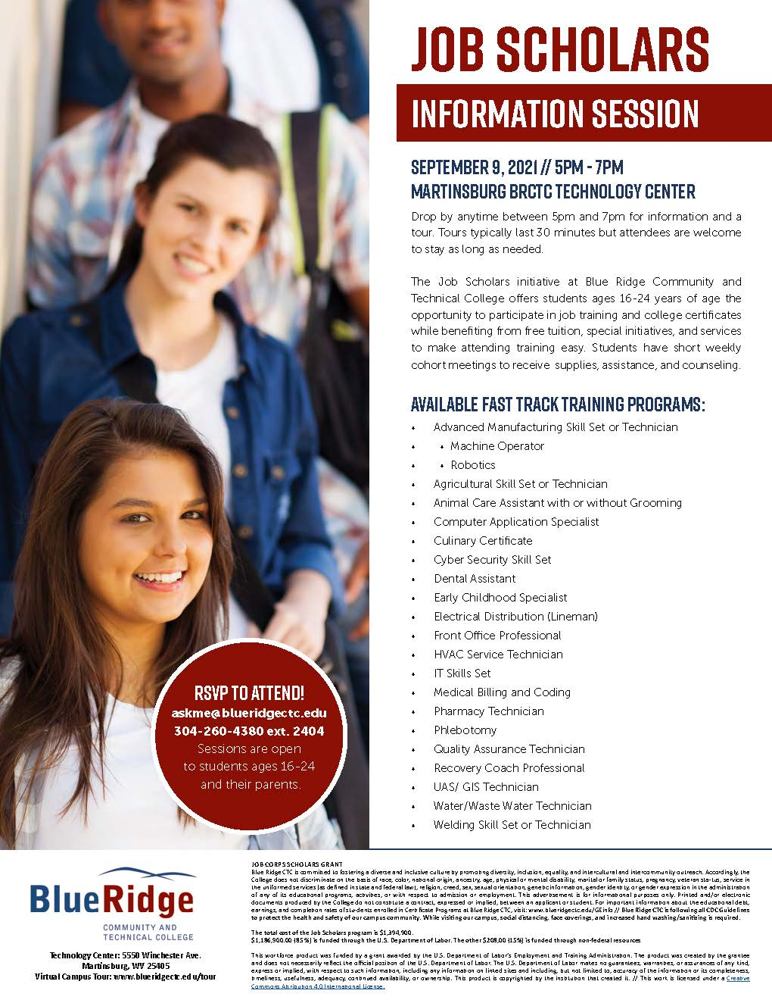 JOB SCHOLARS
INFORMATION SESSION
SEPTEMBER 9, 2021 // 5PM - 7PM
MARTINSBURG BRCTC TECHNOLOGY CENTER
Drop by anytime between 5pm and 7pm for information and a
tour. Tours typically last 30 minutes but attendees are welcome
to stay as long as needed.
The Job Scholars initiative at Blue Ridge Community and
Technical College offers students ages 16-24 years of age the
opportunity to participate in job training and college certificates
while benefiting from free tuition, special initiatives, and services
to make attending training easy. Students have short weekly
cohort meetings to receive supplies, assistance, and counseling.
AVAILABLE FAST TRACK TRAINING PROGRAMS:
• Advanced Manufacturing Skill Set or Technician
• • Machine Operator
• • Robotics
• Agricultural Skill Set or Technician
• Animal Care Assistant with or without Grooming
• Computer Application Specialist
• Culinary Certificate
• Cyber Security Skill Set
• Dental Assistant
• Early Childhood Specialist
• Electrical Distribution (Lineman)
• Front Office Professional
• HVAC Service Technician
• IT Skills Set
• Medical Billing and Coding
• Pharmacy Technician
• Phlebotomy
• Quality Assurance Technician
• Recovery Coach Professional
• UAS/ GIS Technician
• Water/Waste Water Technician
• Welding Skill Set or Technician
RSVP TO ATTEND!
askme@blueridgectc.edu
304-260-4380 ext. 2404
Sessions are open
to students ages 16-24
and their parents.
BlueRidge
COMMUNITY AND
TECHNICAL COLLEGE
Technology Center: 5550 Winchester Ave.
Martinsburg, WV 25405
Virtual Campus Tour: www.blueridgectc.edu/tour
JOB CORPS SCHOLARS GRANT
Blue Ridge CTC is committed to fostering a diverse and inclusive culture by promoting diversity, inclusion, equality, and intercultural and intercommunity outreach. Accordingly, the
College does not discriminate on the basis of race, color, national origin, ancestry, age, physical or mental disability, marital or family status, pregnancy, veteran sta-tus, service in
the uniformed services (as defined in state and federal law), religion, creed, sex, sexual orientation, genetic information, gender identity, or gender expression in the administration
of any of its educational programs, activities, or with respect to admission or employment. This advertisement is for informational purposes only. Printed and/or electronic
documents produced by the College do not constitute a contract, expressed or implied, between an applicant or student. For important information about the educational debt,
earnings, and completion rates of students enrolled in Certificate Programs at Blue Ridge CTC, visit: www.blueridgectc.edu/GEinfo // Blue Ridge CTC is following all CDC Guidelines
to protect the health and safety of our campus community. While visiting our campus, social distancing, face coverings, and increased hand washing/sanitizing is required.
The total cost of the Job Scholars program is $1,394,900.
$1,186,900.00 (85%) is funded through the U.S. Department of Labor. The other $208,00 (15%) is funded through non-federal resources
This workforce product was funded by a grant awarded by the U.S. Department of Labor's Employment and Training Administration. The product was created by the grantee
and does not necessarily reflect the official position of the U.S. Department of Labor. The U.S. Department of Labor makes no guarantees, warranties, or assurances of any kind,
express or implied, with respect to such information, including any information on linked sites and including, but not limited to, accuracy of the information or its completeness,
timeliness, usefulness, adequacy, continued availability, or ownership. This product is copyrighted by the institution that created it. // This work is licensed under a Creative
Commons Attribution 4.0 International License.